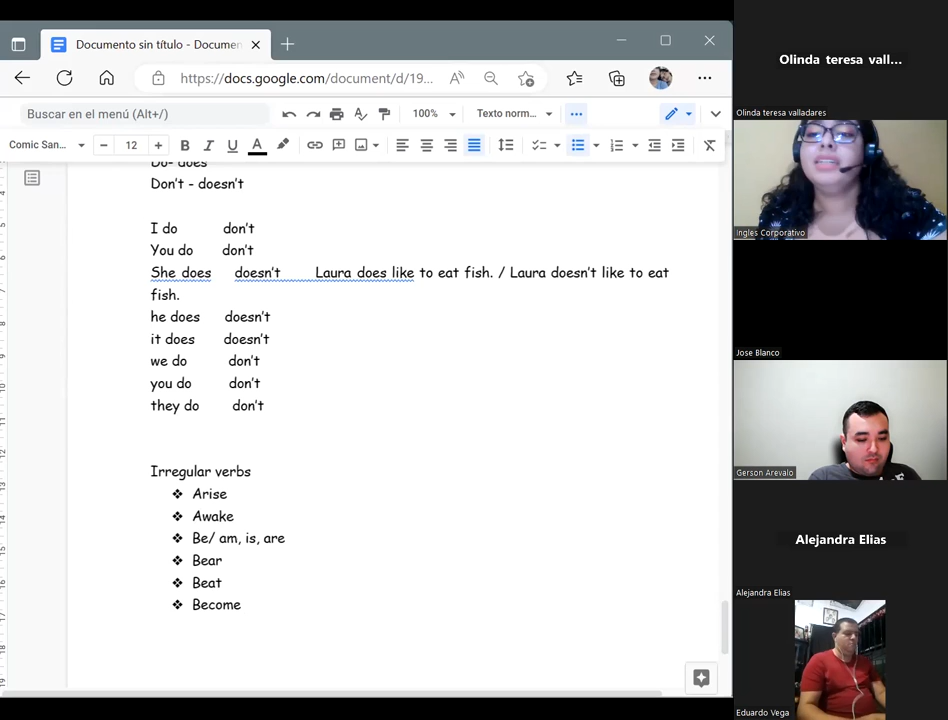 Documento sin título - Documen
https://docs.google.com/document/d/19...
Buscar en el menú (Alt+/)
100%
Texto norm...
Comic San...
12
Do- does
Don't - doesn't
I do don't
You do don't
She does doesn't Laura does like to eat fish. / Laura doesn't like to eat
fish.
he does doesn't
it does doesn't
we do don't
you do don't
they do don't
Irregular verbs
❖ Arise
❖ Awake
❖ Be/ am, is, are
❖ Bear
❖ Beat
❖ Become
Olinda teresa vall...
Olinda teresa valladares
Ingles Corporativo
Jose Blanco
Gerson Arevalo
Alejandra Elias
Alejandra Elias
Eduardo Vega